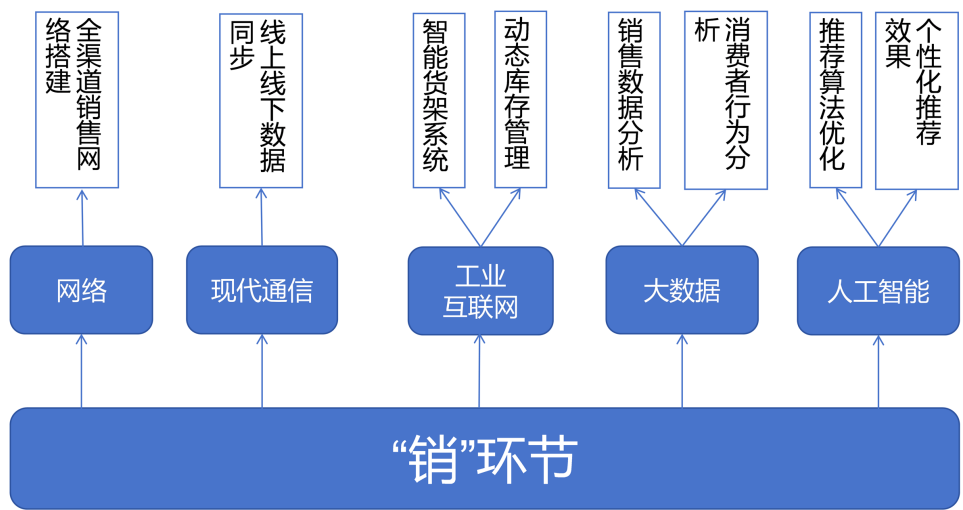 全渠道销售网
络搭建
线上线下数据
同步
智能货架系统
动态库存管理
销售数据分析
消费者行为分
析
推荐算法优化
个性化推荐
效果
网络
现代通信
工业
互联网
大数据
人工智能
“销”环节